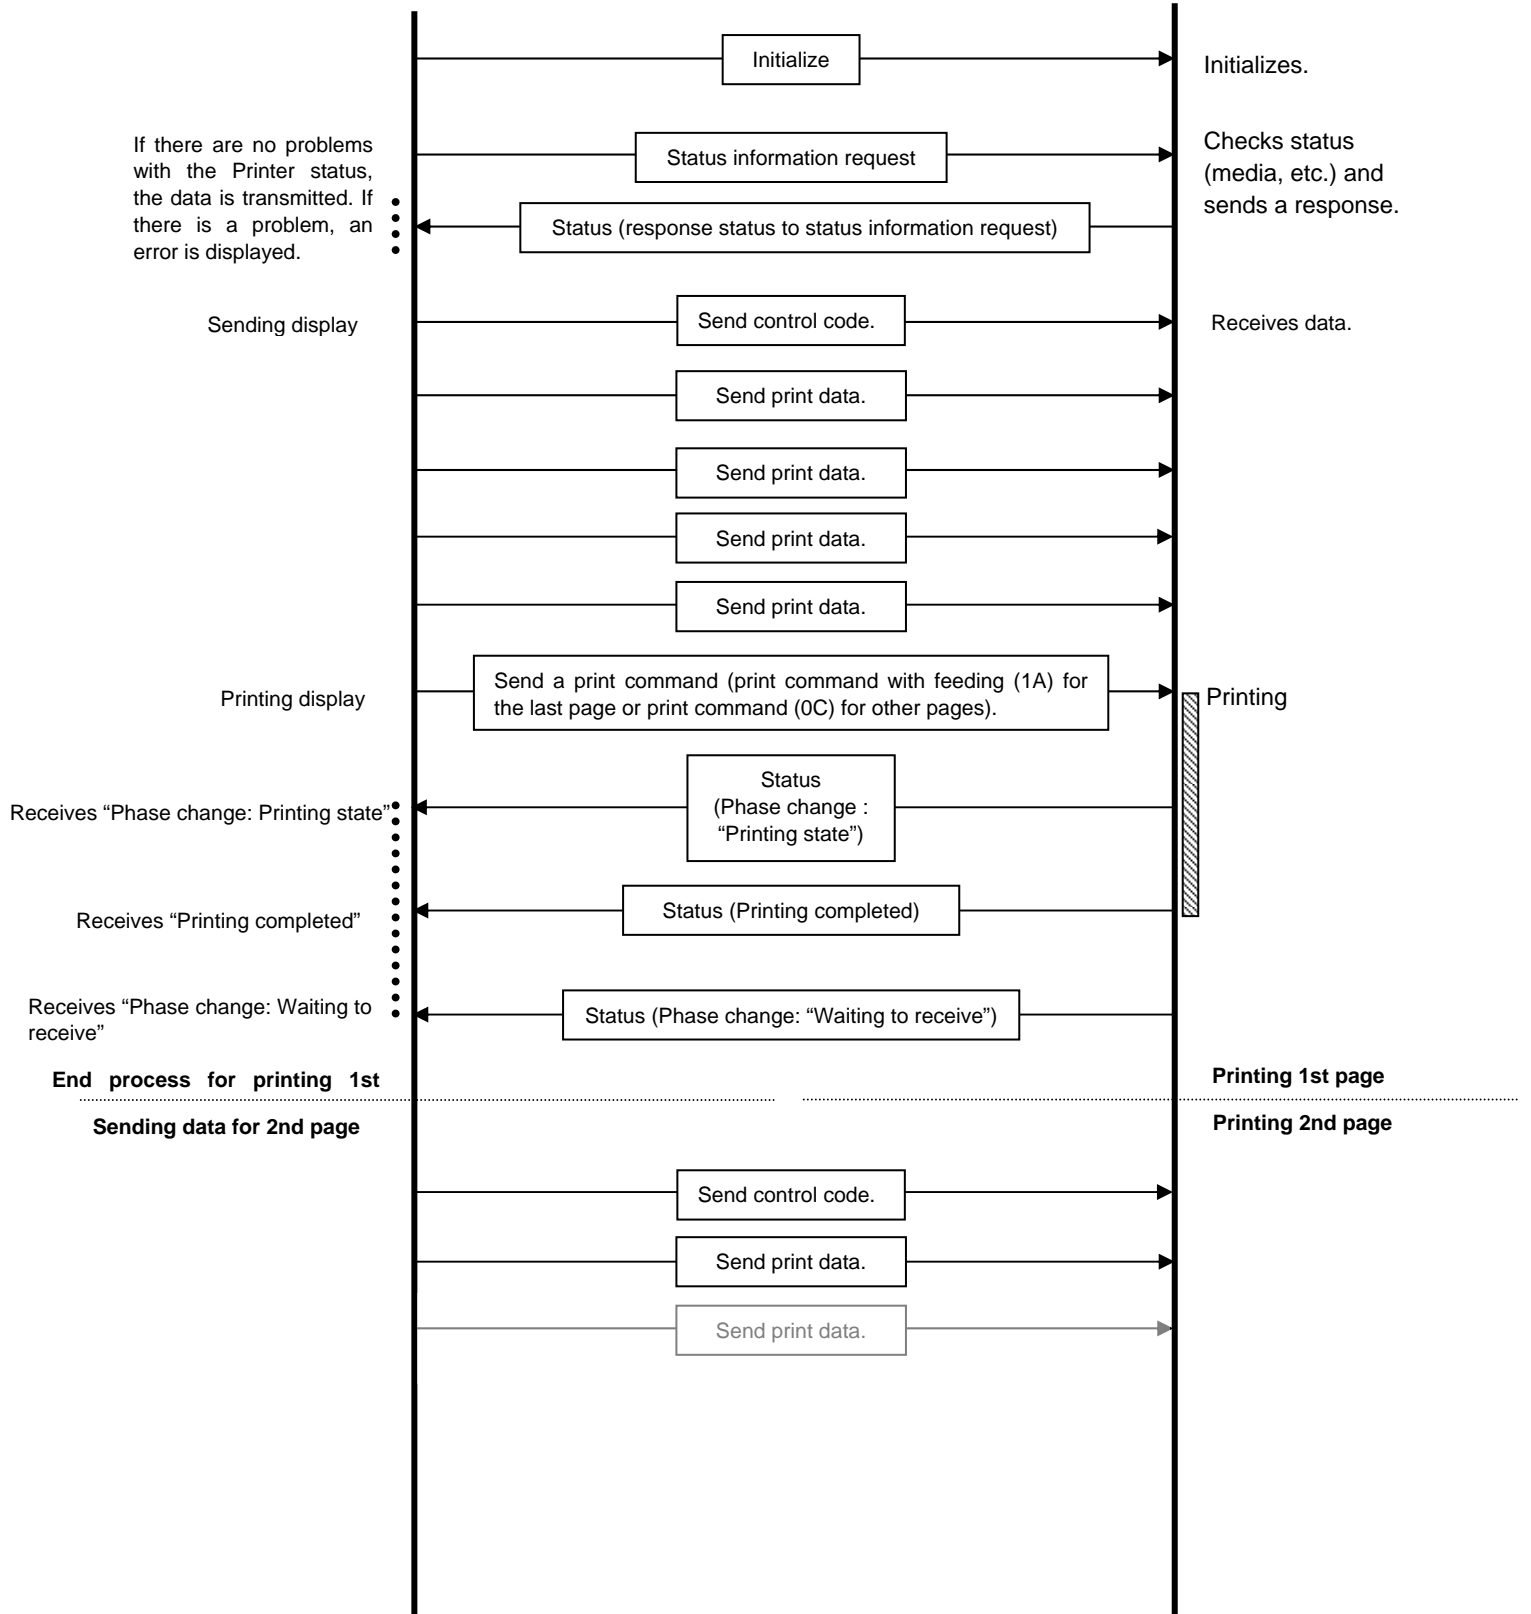 Initialize
Initializes.
If there are no problems
with the Printer status,
the data is transmitted. If
there is a problem, an
error is displayed.
Status information request
Checks status
(media, etc.) and
sends a response.
Status (response status to status information request)
Sending display
Send control code.
Receives data.
Send print data.
Send print data.
Send print data.
Send print data.
Printing display
Send a print command (print command with feeding (1A) for
the last page or print command (0C) for other pages).
Printing
Status
(Phase change :
“Printing state”)
Receives “Phase change: Printing state”
Status (Printing completed)
Receives “Printing completed”
Receives “Phase change: Waiting to
receive”
Status (Phase change: “Waiting to receive”)
End process for printing 1st
Printing 1st page
Sending data for 2nd page
Printing 2nd page
Send control code.
Send print data.
Send print data.